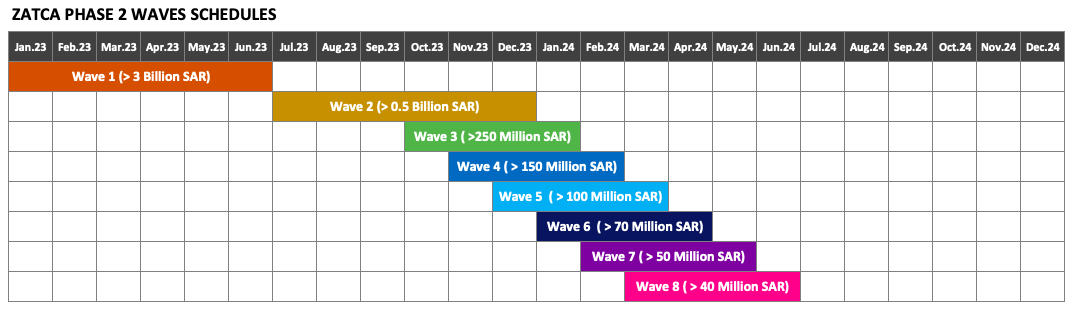 ZATCA PHASE 2 WAVES SCHEDULES
Jan.23 Feb.23 Mar.23 Apr.23 May.23 Jun.23 Jul.23 Aug.23 Sep.23 Oct.23 Nov.23 Dec.23 Jan.24 Feb.24 Mar.24 Apr.24 May.24 Jun.24 Jul.24 Aug.24 Sep.24 Oct.24 Nov.24 Dec.24
Wave 1 (> 3 Billion SAR)
Wave 2 (> 0.5 Billion SAR)
Wave 3 ( >250 Million SAR)
Wave 4 ( > 150 Million SAR)
Wave 5  ( > 100 Million SAR)
Wave 6  ( > 70 Million SAR)
Wave 7 ( > 50 Million SAR)
Wave 8 ( > 40 Million SAR)